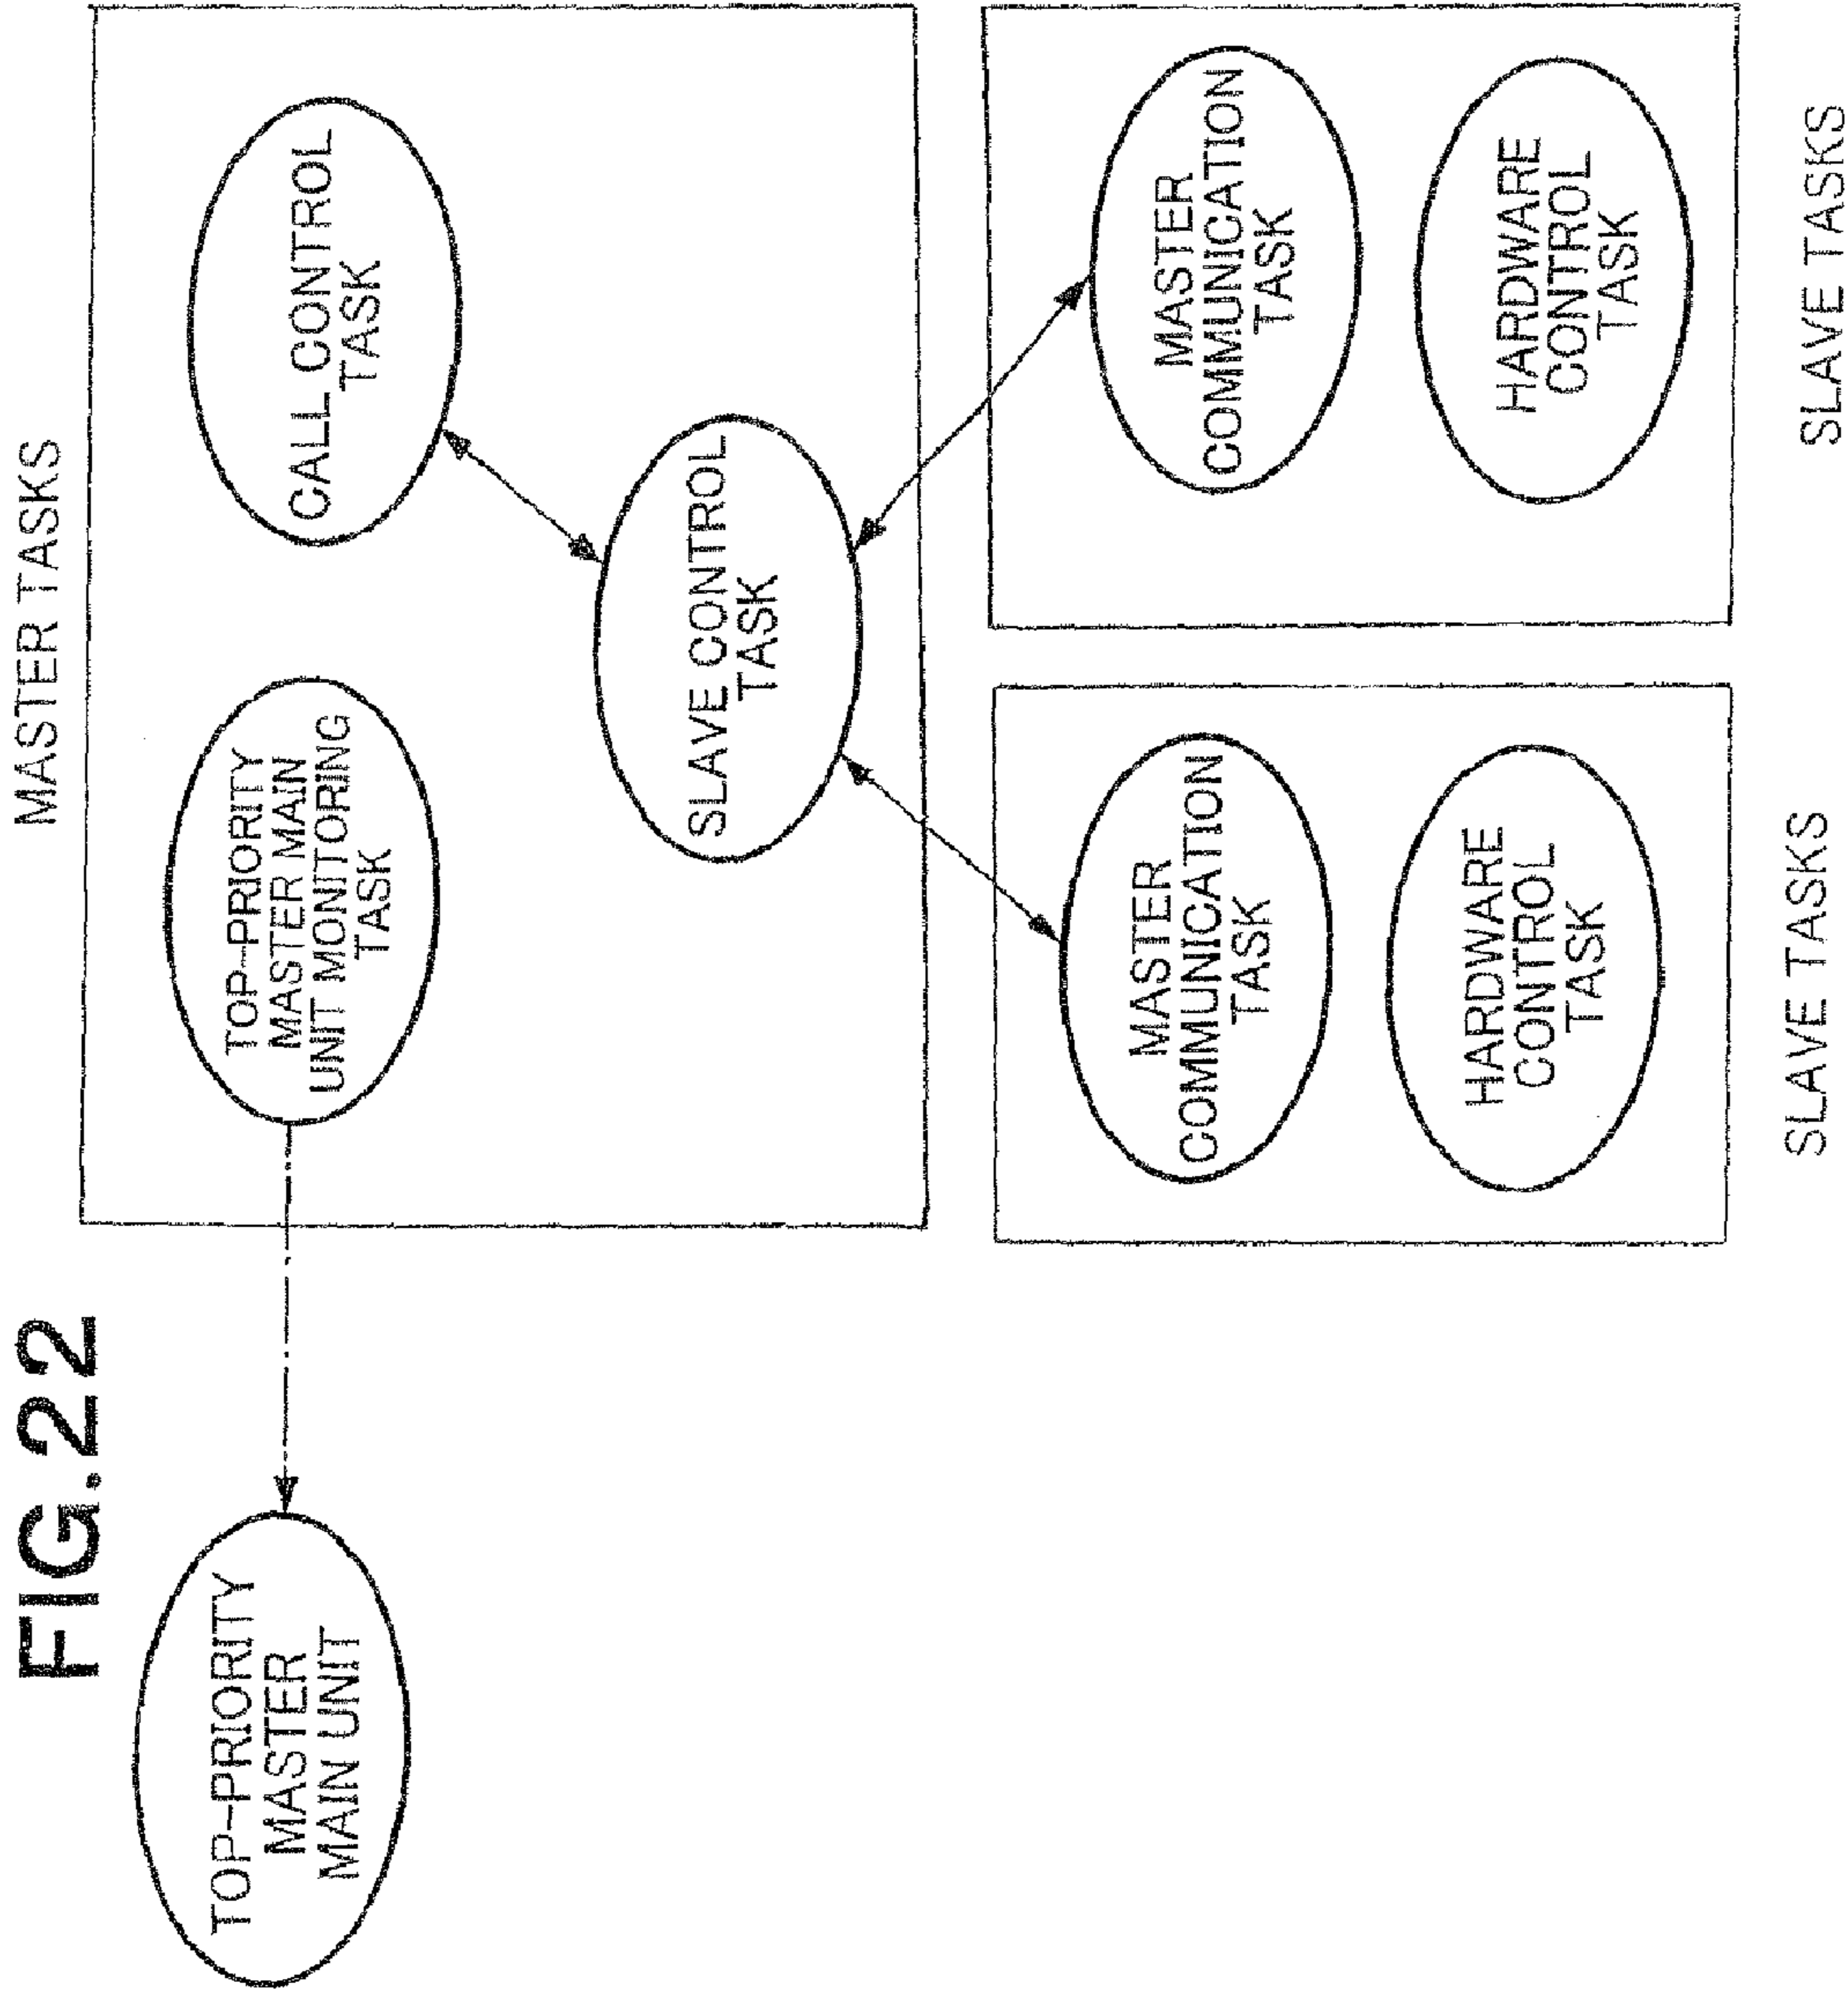 FIG.22
MASTER TASKS
TOP-PRIORITY
MASTER
MAIN UNIT
TOP-PRIORITY
MASTER MAIN
UNIT MONITORING
TASK
CALL CONTROL
TASK
SLAVE CONTROL
TASK
MASTER
COMMUNICATION
TASK
HARDWARE
CONTROL
TASK
SLAVE TASKS
MASTER
COMMUNICATION
TASK
HARDWARE
CONTROL
TASK
SLAVE TASKS